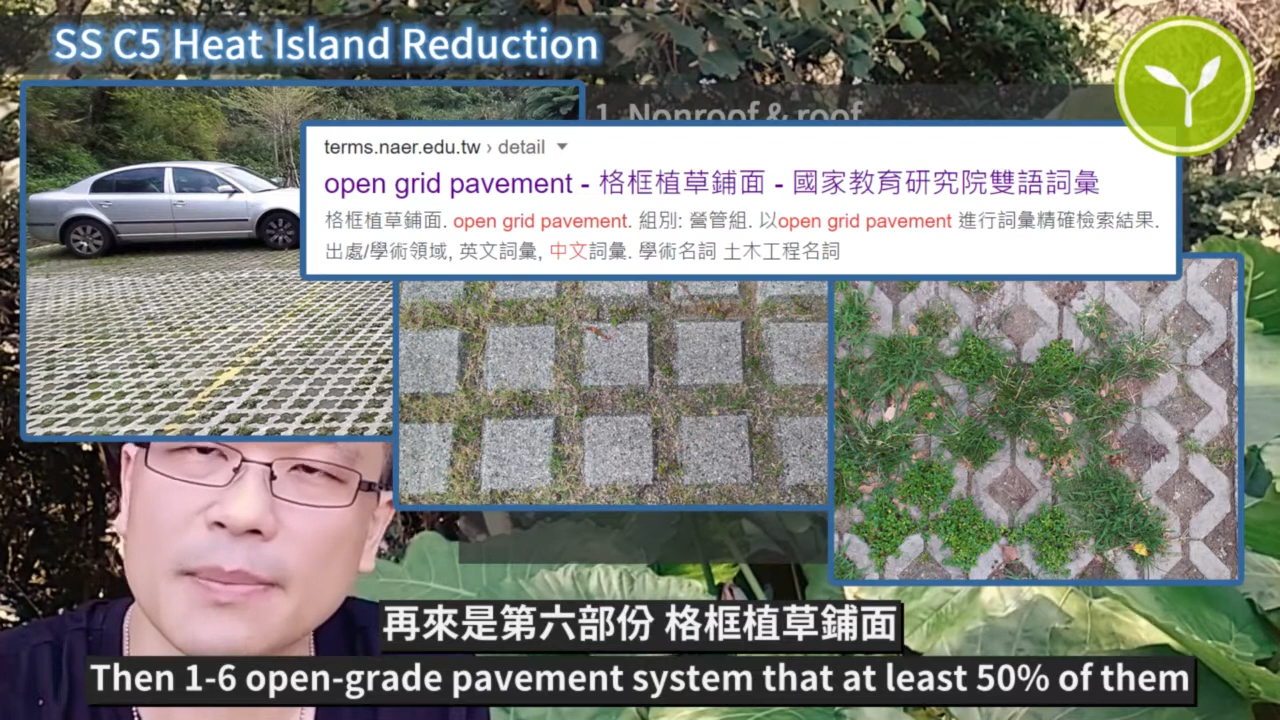 SS C5 Heat Island Reduction
1. Nonroof & roof
terms.naer.edu.tw › detail
open grid pavement - 格框植草鋪面 - 國家教育研究院雙語詞彙
格框植草鋪面. open grid pavement. 組別: 營管組. 以open grid pavement 進行詞彙精確檢索結果.
出處/學術領域, 英文詞彙, 中文詞彙. 學術名詞 土木工程名詞
再來是第六部份 格框植草鋪面
Then 1-6 open-grade pavement system that at least 50% of them